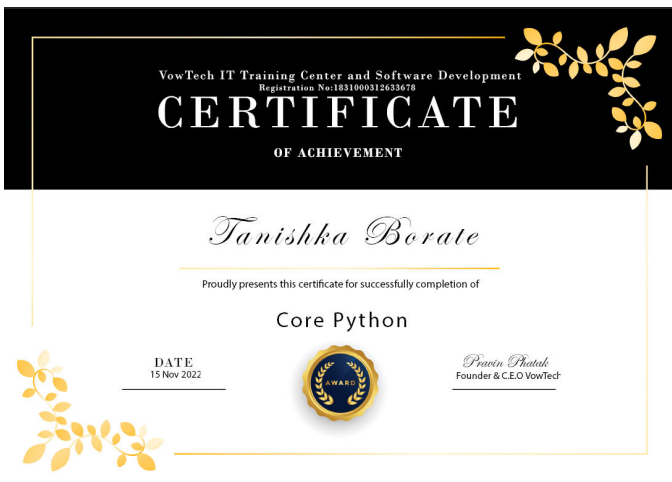 VowTech IT Training Center and Software Development
Registration No:1831000312633678
CERTIFICATE
OF ACHIEVEMENT
Tanishka Borate
Proudly presents this certificate for successfully completion of
Core Python
DATE
15 Nov 2022
AWARD
Pravin Phatak
Founder & C.E.O VowTech